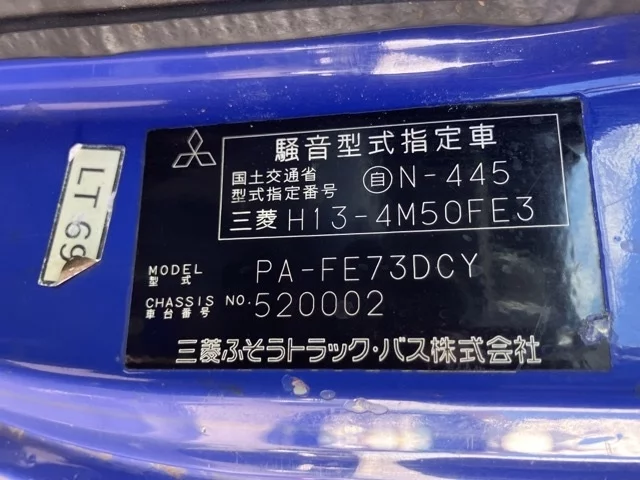 騒音型式指定車
国土交通省
型式指定番号
自N-445
三菱 H13-4M50FE3
MODEL
型式
PA-FE73DCY
CHASSIS NO.
車台番号
520002
三菱ふそうトラック・バス株式会社
LT 69